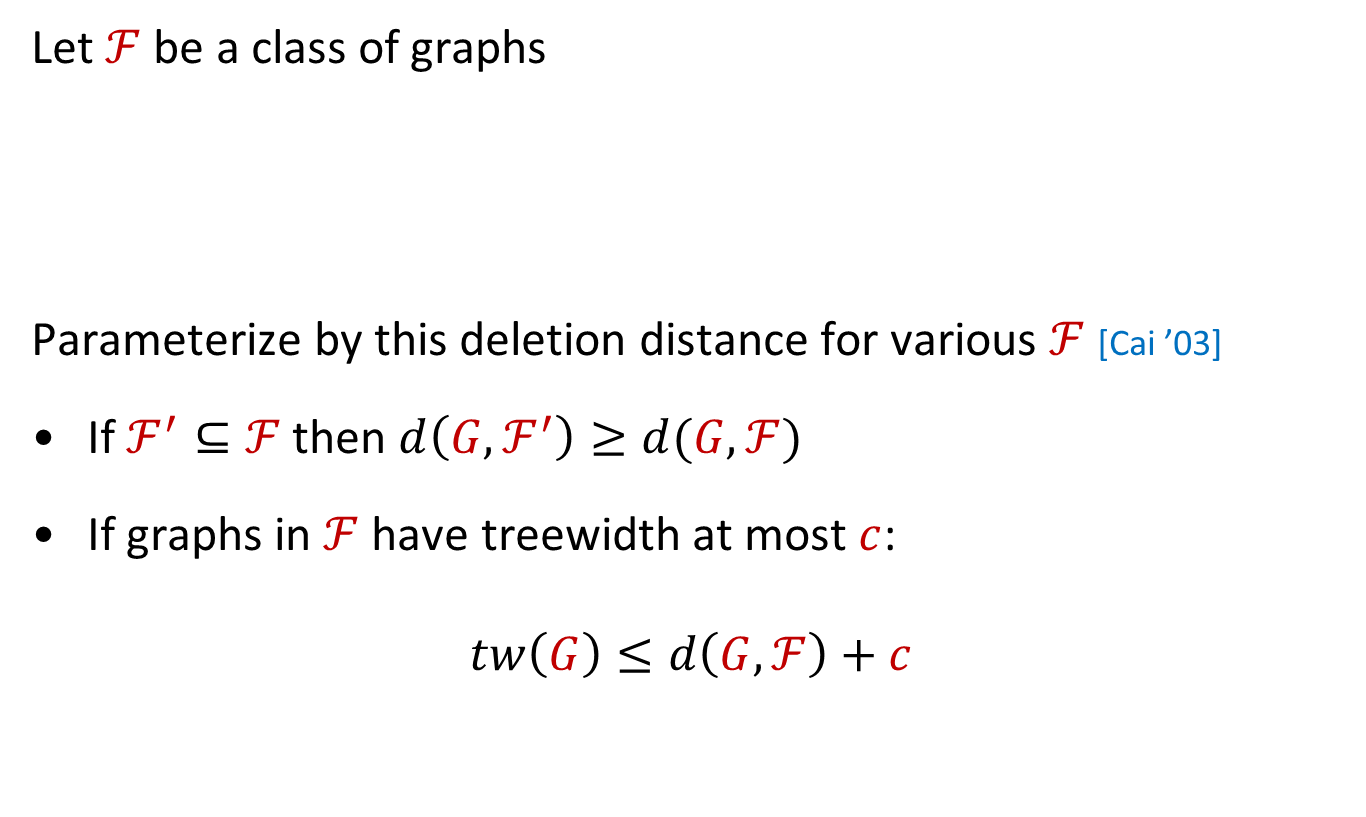 Let ℱ be a class of graphs
Parameterize by this deletion distance for various ℱ [Cai ’03]
• If ℱ′ ⊆ ℱ then d(G, ℱ′) ≥ d(G, ℱ)
• If graphs in ℱ have treewidth at most c:
tw(G) ≤ d(G, ℱ) + c